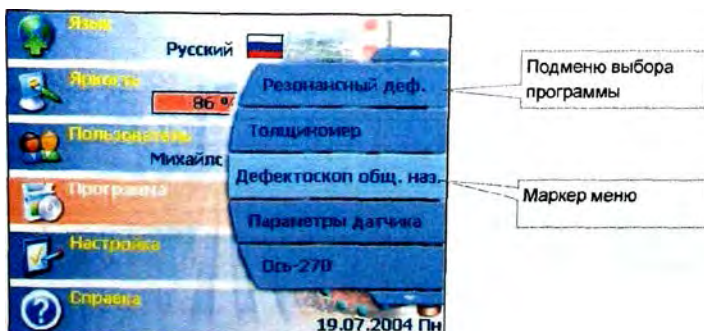 Язык
Русский
Яркость
86 %
Пользователь
Михайло
Программа
Настройка
Справка
Резонансный деф.
Толщиномер
Дефектоскоп общ. наз.
Параметры датчика
Ось-270
19.07.2004 Пн
Подменю выбора
программы
Маркер меню